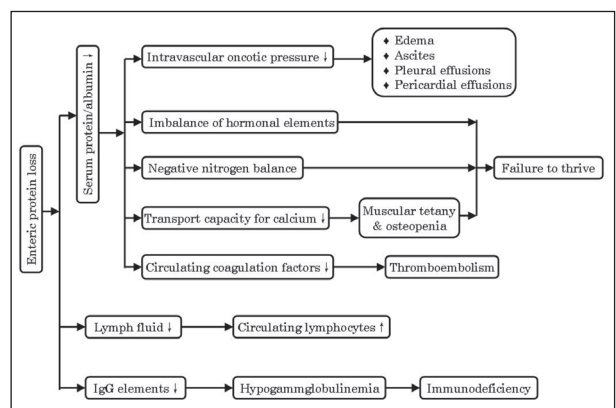 Enteric protein loss
Serum protein/albumin ↓
Intravascular oncotic pressure ↓
♦ Edema
♦ Ascites
♦ Pleural effusions
♦ Pericardial effusions
Imbalance of hormonal elements
Negative nitrogen balance
Failure to thrive
Transport capacity for calcium ↓
Muscular tetany
& osteopenia
Circulating coagulation factors ↓
Thromboembolism
Lymph fluid ↓
Circulating lymphocytes ↑
IgG elements ↓
Hypogammglobulinemia
Immunodeficiency